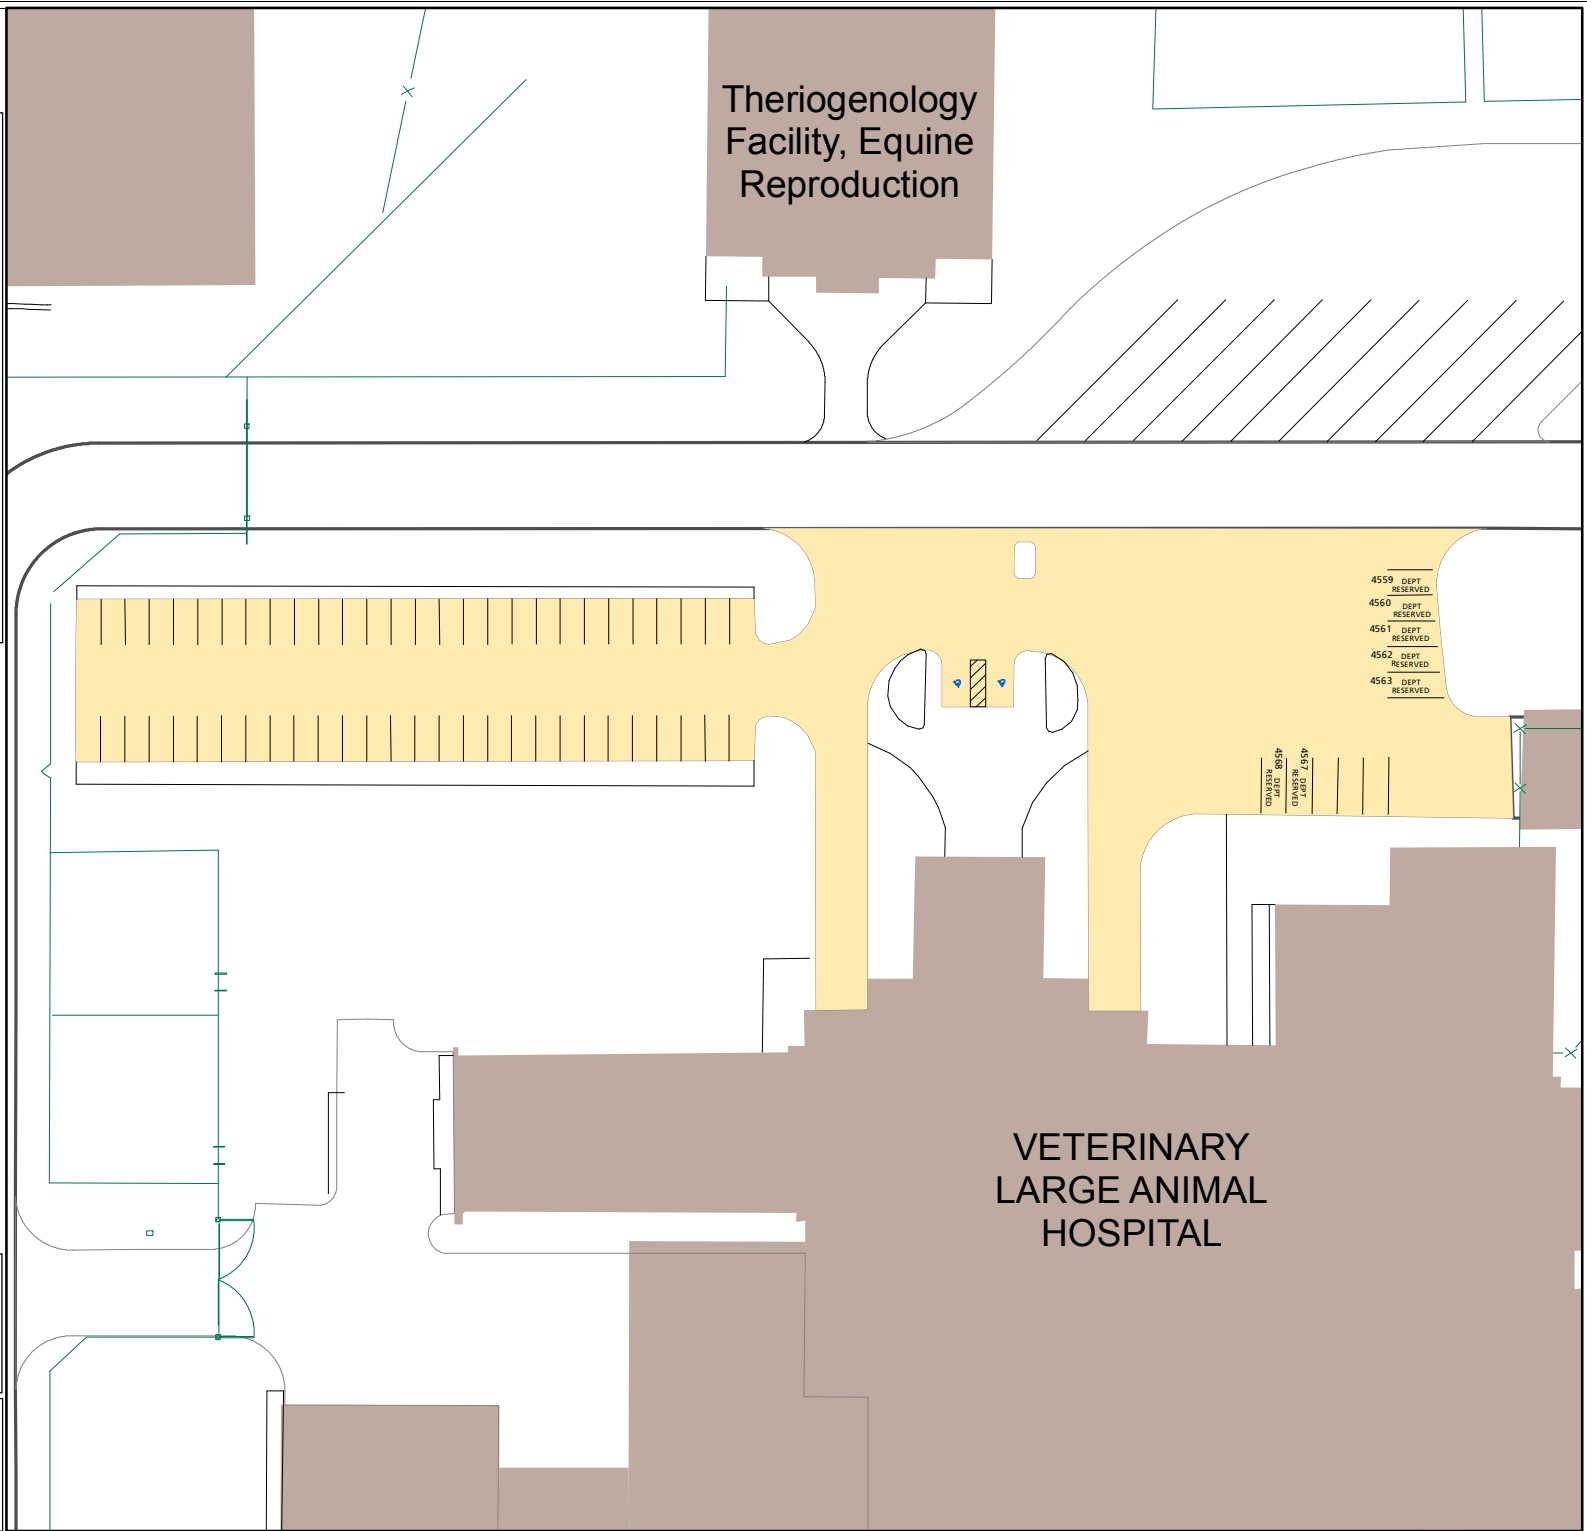 Theriogenology
Facility, Equine
Reproduction
4559 DEPT
RESERVED
4560 DEPT
RESERVED
4561 DEPT
RESERVED
4562 DEPT
RESERVED
4563 DEPT
RESERVED
4568 DEPT
RESERVED
4567 DEPT
RESERVED
VETERINARY
LARGE ANIMAL
HOSPITAL